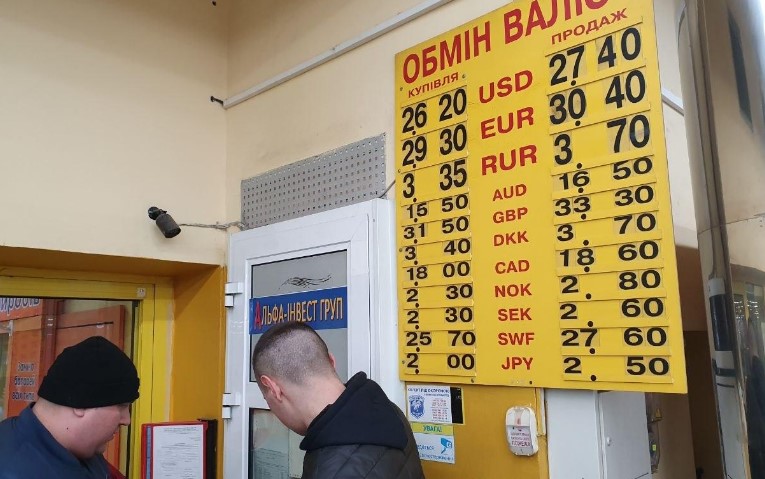 ОБМІН ВАЛЮ
КУПІВЛЯ ПРОДАЖ
26.20 USD 27.40
29.30 EUR 30.40
3.35 RUR 3.70
15.50 AUD 16.50
31.50 GBP 33.30
3.40 DKK 3.70
18.00 CAD 18.60
2.30 NOK 2.80
2.30 SEK 2.60
25.70 SWF 27.60
2.00 JPY 2.50
АЛЬФА-ІНВЕСТ ГРУП
УВАГА!